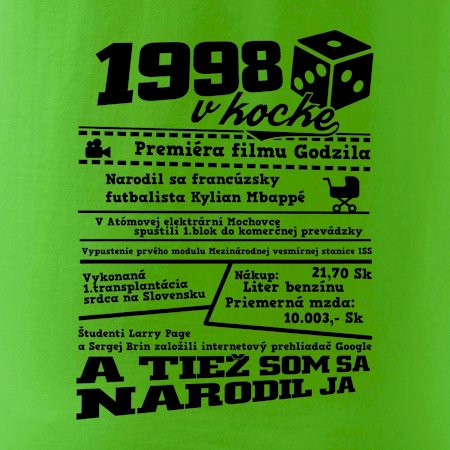 1998
v kocke
Premiéra filmu Godzila
Narodil sa francúzsky
futbalista Kylian Mbappé
V Atómovej elektrárni Mochovce
spustili 1.blok do komerčnej prevádzky
Vypustenie prvého modulu Mezinárodnej vesmírnej stanice ISS
Vykonaná
1.transplantácia
srdca na Slovensku
Nákup: 21,70 Sk
Liter benzínu
Priemerná mzda:
10.003,- Sk
Študenti Larry Page
a Sergej Brin založili internetový prehliadač Google
A TIEŽ SOM SA
NARODIL JA